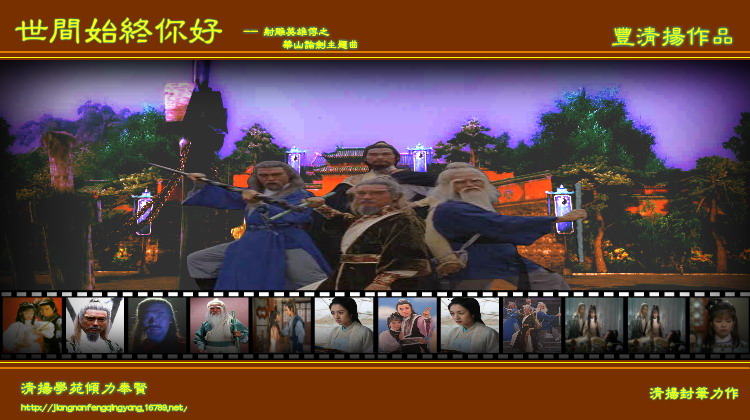 世間始終你好
── 射雕英雄傳之
華山論劍主題曲
豐清揚作品
清揚學苑傾力奉賢
http://jiangnanfengqingyang.16789.net/
清揚封筆力作